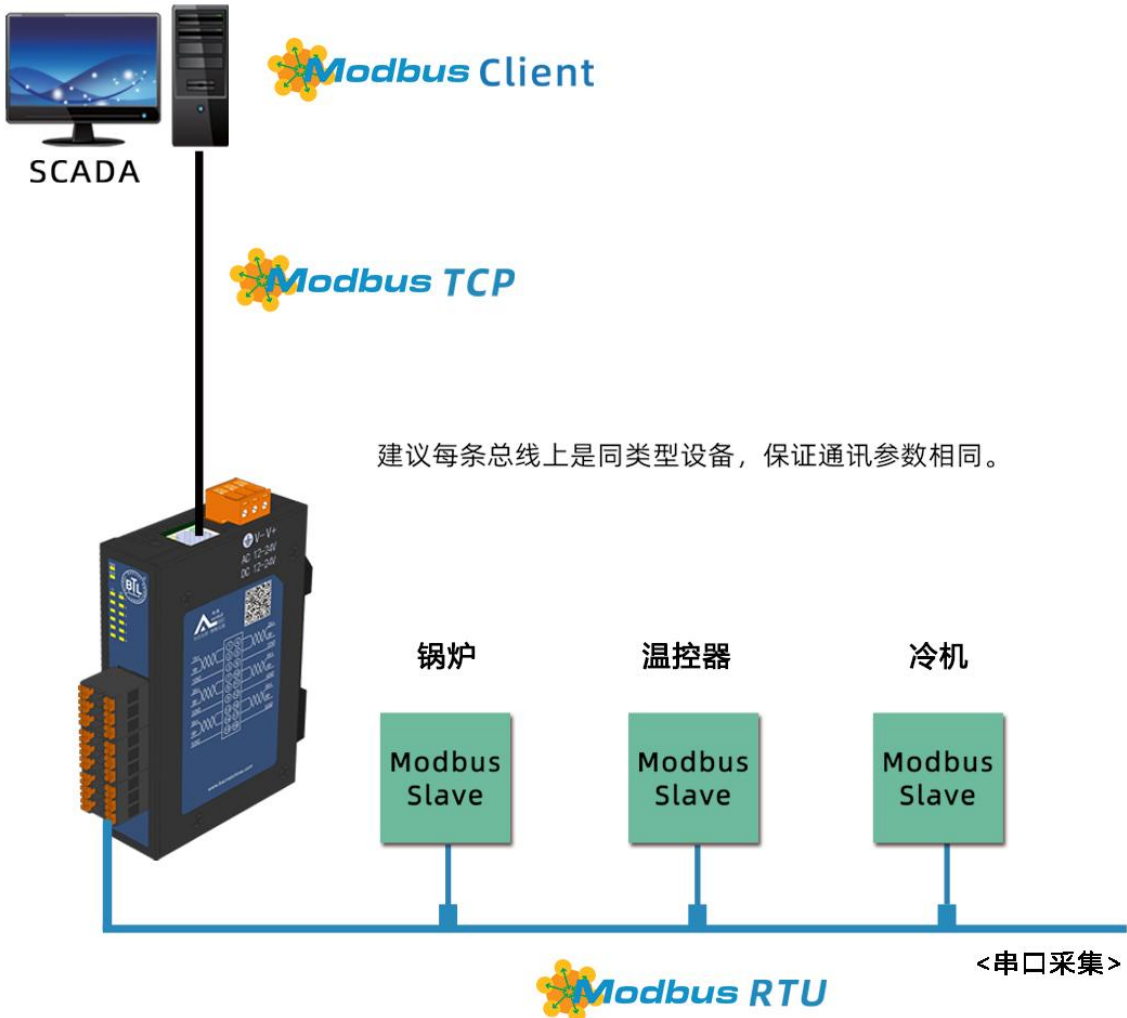 Modbus Client
SCADA
Modbus TCP
建议每条总线上是同类型设备，保证通讯参数相同。
V- V+
AC 12-24V
DC 12-24V
BTL
锅炉
温控器
冷机
Modbus
Slave
Modbus
Slave
Modbus
Slave
<串口采集>
Modbus RTU